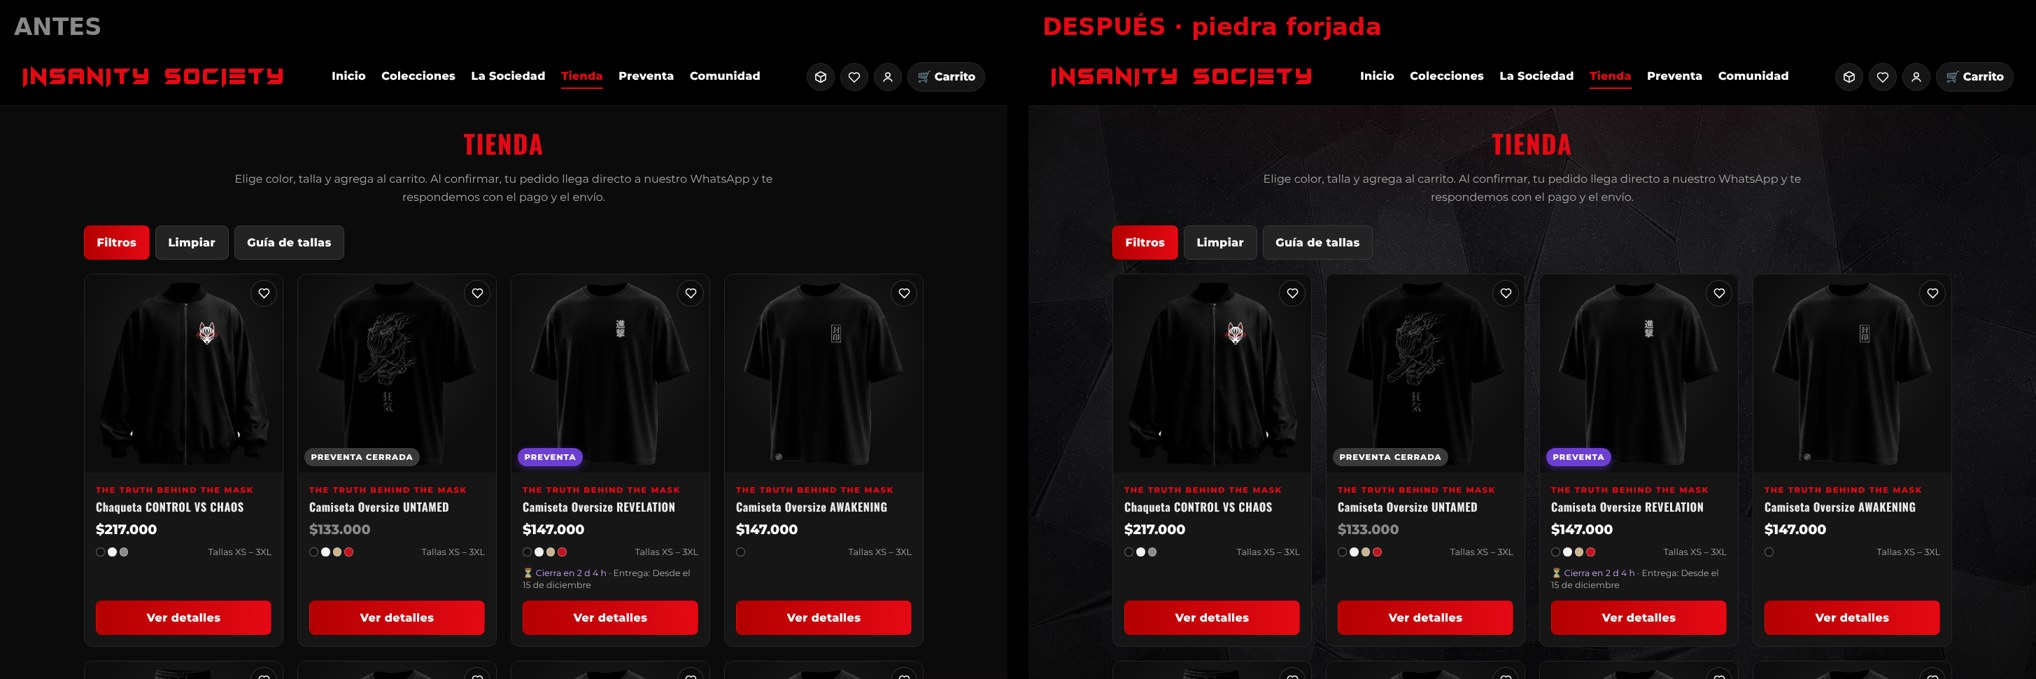 ANTES
INSANITY SOCIETY
Inicio Colecciones La Sociedad Tienda Preventa Comunidad
🛒 Carrito
TIENDA
Elige color, talla y agrega al carrito. Al confirmar, tu pedido llega directo a nuestro WhatsApp y te
respondemos con el pago y el envío.
Filtros Limpiar Guía de tallas
進撃
PREVENTA CERRADA
PREVENTA
THE TRUTH BEHIND THE MASK
Chaqueta CONTROL VS CHAOS
$217.000
Tallas XS – 3XL
Ver detalles
THE TRUTH BEHIND THE MASK
Camiseta Oversize UNTAMED
$133.000
Tallas XS – 3XL
Ver detalles
THE TRUTH BEHIND THE MASK
Camiseta Oversize REVELATION
$147.000
Tallas XS – 3XL
⏳ Cierra en 2 d 4 h · Entrega: Desde el
15 de diciembre
Ver detalles
THE TRUTH BEHIND THE MASK
Camiseta Oversize AWAKENING
$147.000
Tallas XS – 3XL
Ver detalles
DESPUÉS · piedra forjada
INSANITY SOCIETY
Inicio Colecciones La Sociedad Tienda Preventa Comunidad
🛒 Carrito
TIENDA
Elige color, talla y agrega al carrito. Al confirmar, tu pedido llega directo a nuestro WhatsApp y te
respondemos con el pago y el envío.
Filtros Limpiar Guía de tallas
進撃
PREVENTA CERRADA
PREVENTA
THE TRUTH BEHIND THE MASK
Chaqueta CONTROL VS CHAOS
$217.000
Tallas XS – 3XL
Ver detalles
THE TRUTH BEHIND THE MASK
Camiseta Oversize UNTAMED
$133.000
Tallas XS – 3XL
Ver detalles
THE TRUTH BEHIND THE MASK
Camiseta Oversize REVELATION
$147.000
Tallas XS – 3XL
⏳ Cierra en 2 d 4 h · Entrega: Desde el
15 de diciembre
Ver detalles
THE TRUTH BEHIND THE MASK
Camiseta Oversize AWAKENING
$147.000
Tallas XS – 3XL
Ver detalles